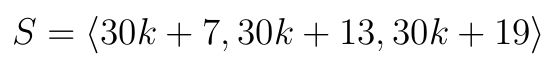 S = ⟨30k + 7, 30k + 13, 30k + 19⟩